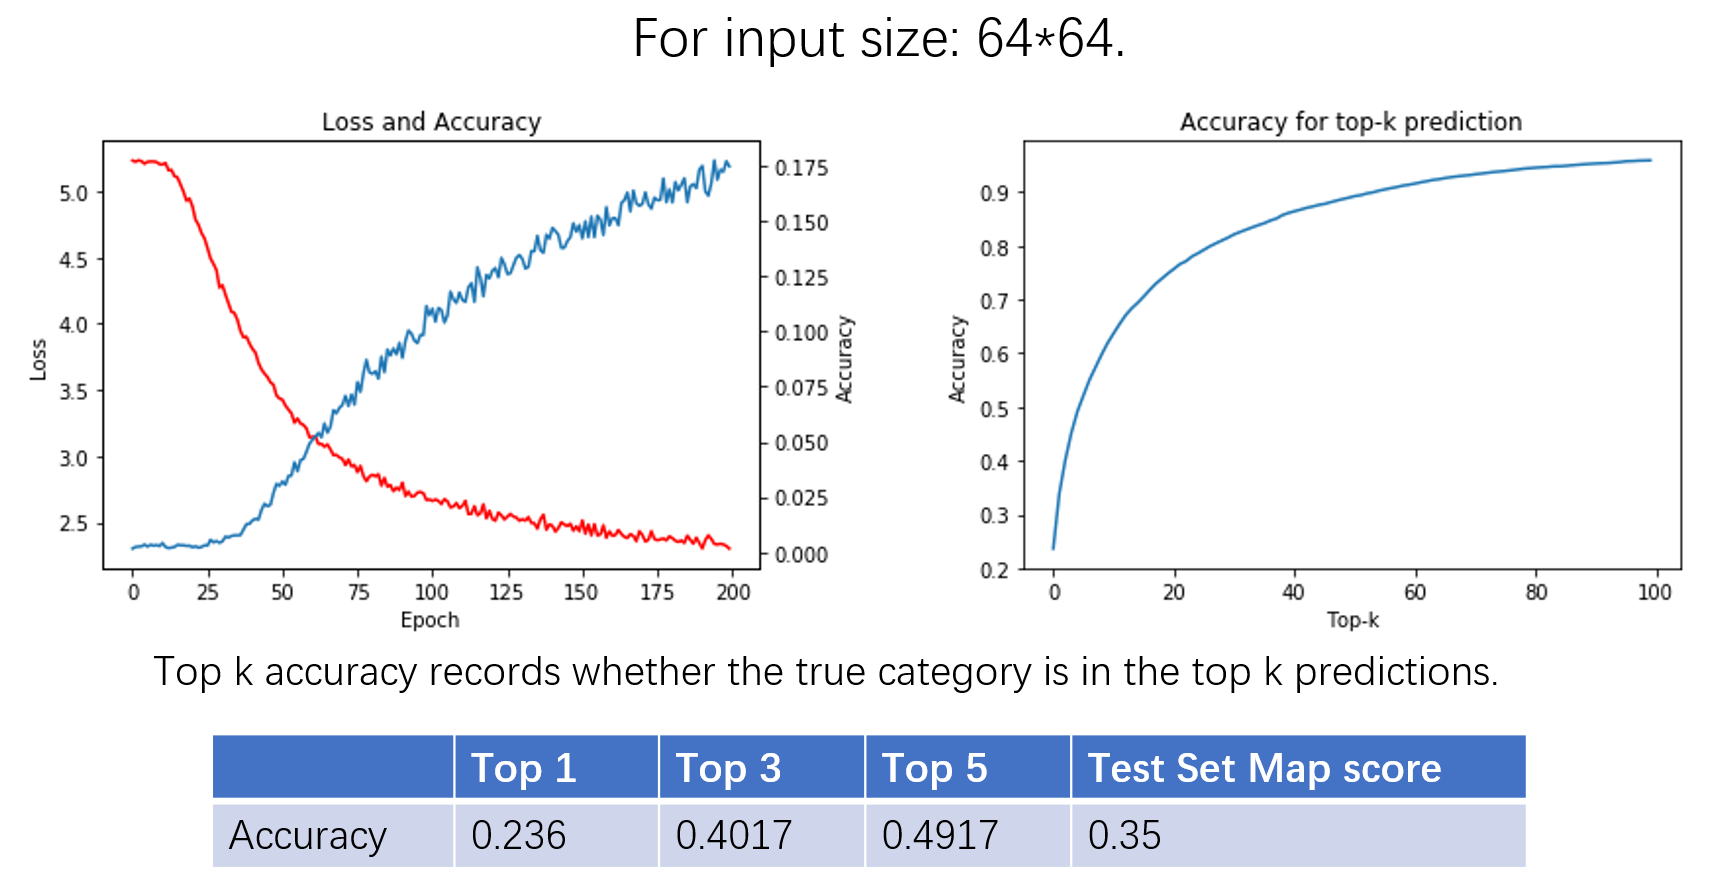 For input size: 64*64.
Loss and Accuracy
5.0
4.5
4.0
3.5
3.0
2.5
Loss
0.175
0.150
0.125
0.100
0.075
0.050
0.025
0.000
Accuracy
0 25 50 75 100 125 150 175 200
Epoch
Accuracy for top-k prediction
0.9
0.8
0.7
0.6
0.5
0.4
0.3
0.2
Accuracy
0 20 40 60 80 100
Top-k
Top k accuracy records whether the true category is in the top k predictions.
Top 1 Top 3 Top 5 Test Set Map score
Accuracy 0.236 0.4017 0.4917 0.35